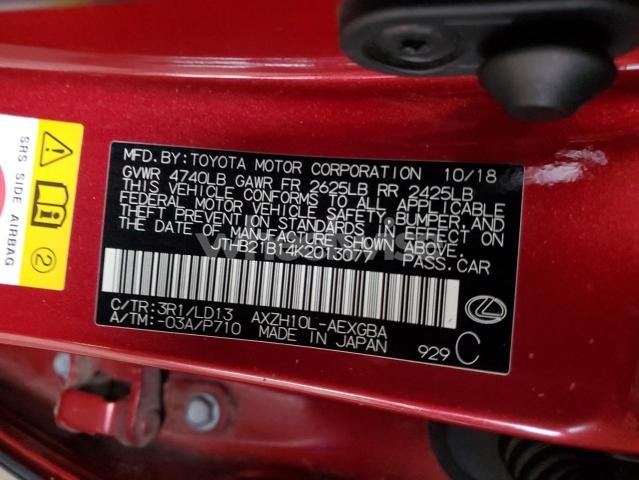 SRS SIDE AIRBAG
2
MFD.BY:TOYOTA MOTOR CORPORATION 10/18
GVWR 4740LB GAWR FR 2625LB RR 2425LB
THIS VEHICLE CONFORMS TO ALL APPLICABLE
FEDERAL MOTOR VEHICLE SAFETY, BUMPER, AND
THEFT PREVENTION STANDARDS IN EFFECT ON
THE DATE OF MANUFACTURE SHOWN ABOVE.
JTHB21B14K2013077 PASS.CAR
C/TR:3R1/LD13 AXZH10L-AEXGBA
A/TM:-03A/P710 MADE IN JAPAN
929 C